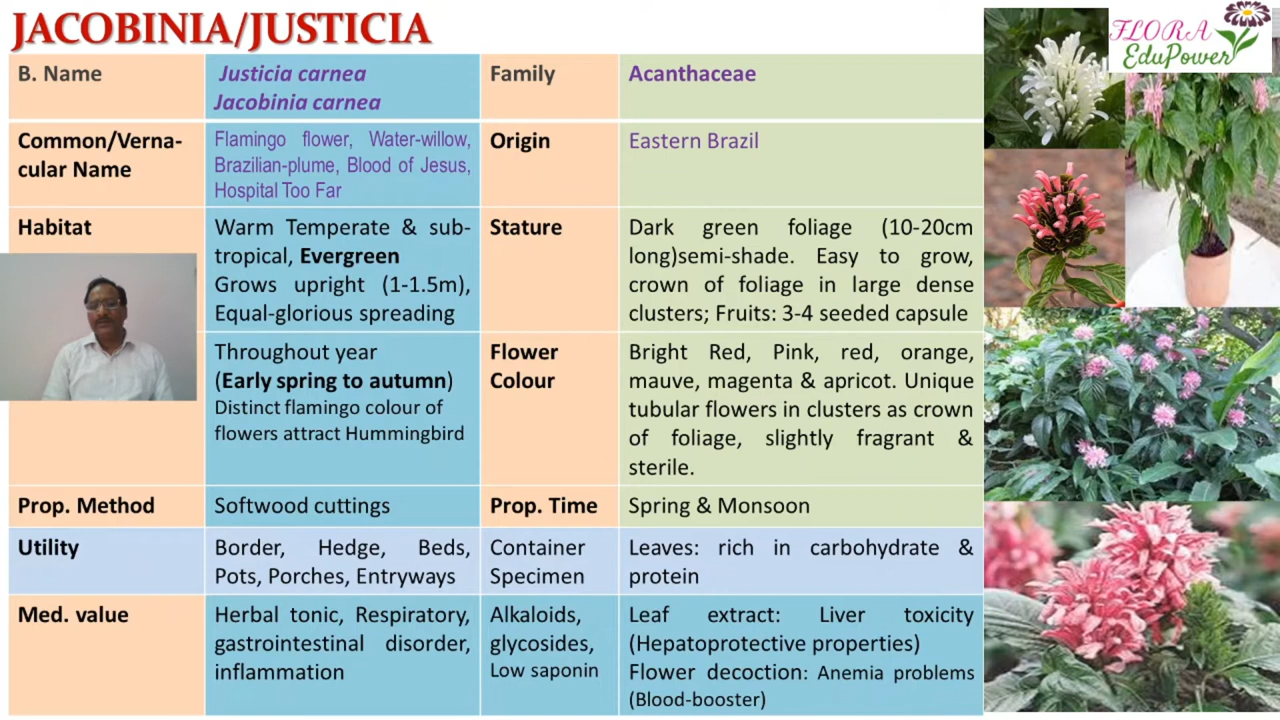 JACOBINIA/JUSTICIA
FLORA
EduPower
B. Name
Justicia carnea
Jacobinia carnea
Family
Acanthaceae
Common/Verna-
cular Name
Flamingo flower, Water-willow,
Brazilian-plume, Blood of Jesus,
Hospital Too Far
Origin
Eastern Brazil
Habitat
Warm Temperate & sub-
tropical, Evergreen
Grows upright (1-1.5m),
Equal-glorious spreading
Stature
Dark green foliage (10-20cm
long)semi-shade. Easy to grow,
crown of foliage in large dense
clusters; Fruits: 3-4 seeded capsule
Throughout year
(Early spring to autumn)
Distinct flamingo colour of
flowers attract Hummingbird
Flower
Colour
Bright Red, Pink, red, orange,
mauve, magenta & apricot. Unique
tubular flowers in clusters as crown
of foliage, slightly fragrant &
sterile.
Prop. Method
Softwood cuttings
Prop. Time
Spring & Monsoon
Utility
Border, Hedge, Beds,
Pots, Porches, Entryways
Container
Specimen
Leaves: rich in carbohydrate &
protein
Med. value
Herbal tonic, Respiratory,
gastrointestinal disorder,
inflammation
Alkaloids,
glycosides,
Low saponin
Leaf extract: Liver toxicity
(Hepatoprotective properties)
Flower decoction: Anemia problems
(Blood-booster)